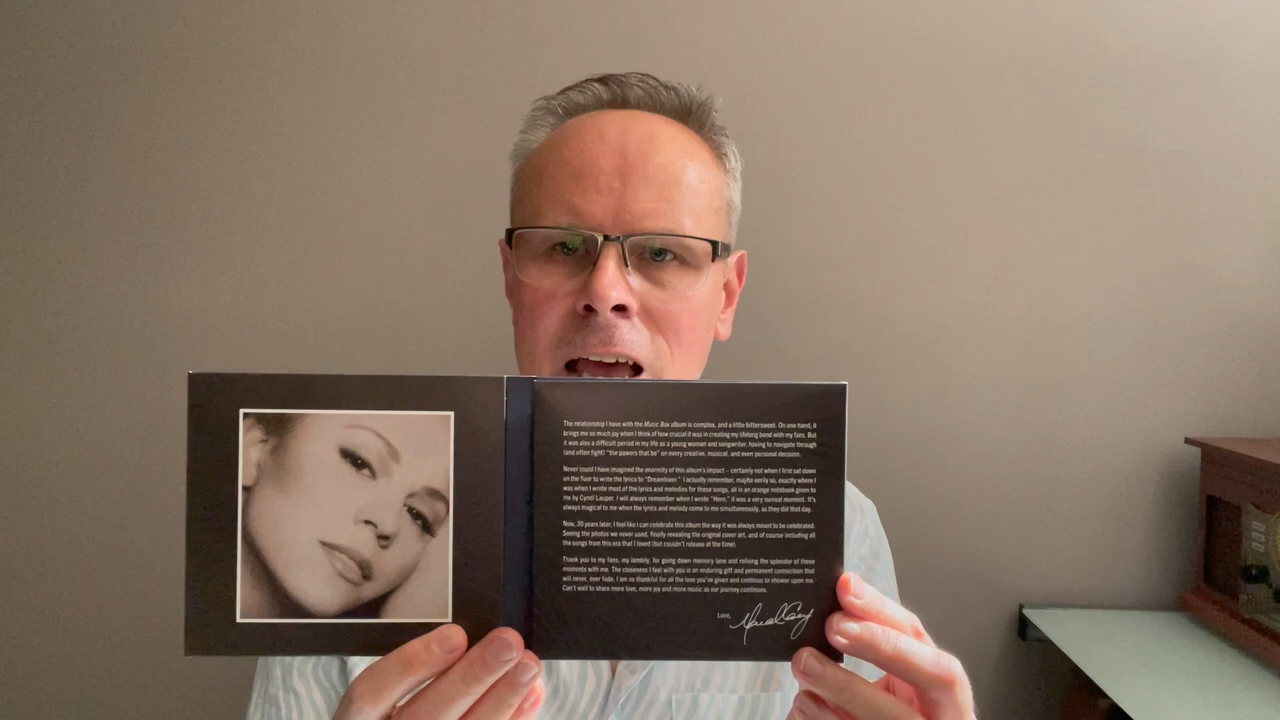 The relationship I have with the Music Box album is complex, and a little bittersweet. On one hand, it
brings me so much joy when I think of how crucial it was in creating my lifelong bond with my fans. But
it was also a difficult period in my life as a young woman and songwriter, having to navigate through
(and often fight) "the powers that be" on every creative, musical, and even personal decision.
Never could I have imagined the enormity of this album's impact – certainly not when I first sat down
on the floor to write the lyrics to "Dreamlover." I actually remember, maybe eerily so, exactly where I
was when I wrote most of the lyrics and melodies for these songs, all in an orange notebook given to
me by Cyndi Lauper. I will always remember when I wrote "Hero," it was a very surreal moment. It's
always magical to me when the lyrics and melody come to me simultaneously, as they did that day.
Now, 30 years later, I feel like I can celebrate this album the way it was always meant to be celebrated.
Seeing the photos we never used, finally revealing the original cover art, and of course including all
the songs from this era that I loved (but couldn't release at the time).
Thank you to my fans, my lambily, for going down memory lane and reliving the splendor of these
moments with me. The closeness I feel with you is an enduring gift and permanent connection that
will never, ever fade. I am so thankful for all the love you've given and continue to shower upon me.
Can't wait to share more love, more joy and more music as our journey continues.
Love,
Mariah Carey